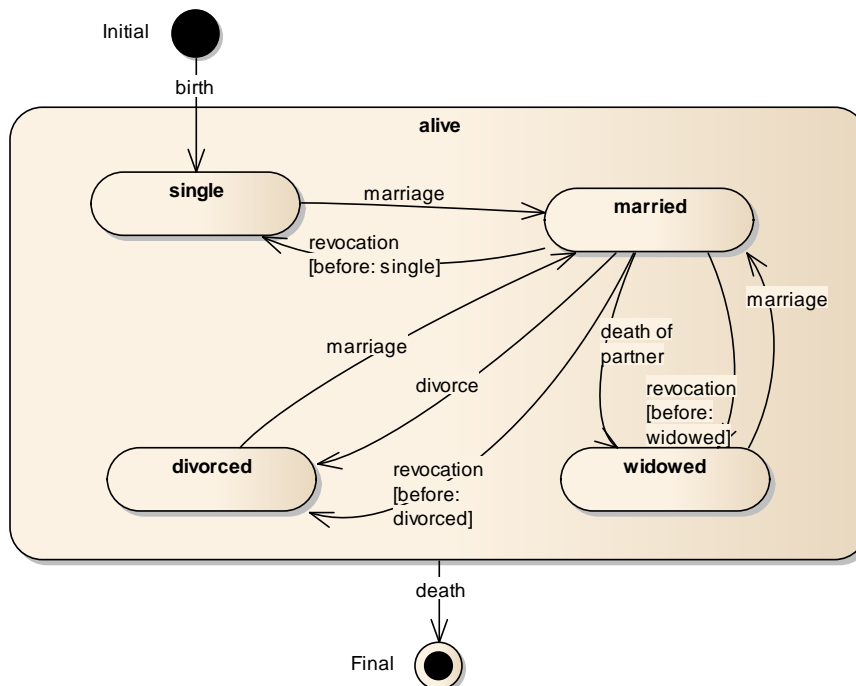 Initial
birth
alive
single
marriage
married
revocation
[before: single]
marriage
death of
partner
marriage
divorce
revocation
[before:
widowed]
divorced
revocation
[before:
divorced]
widowed
death
Final